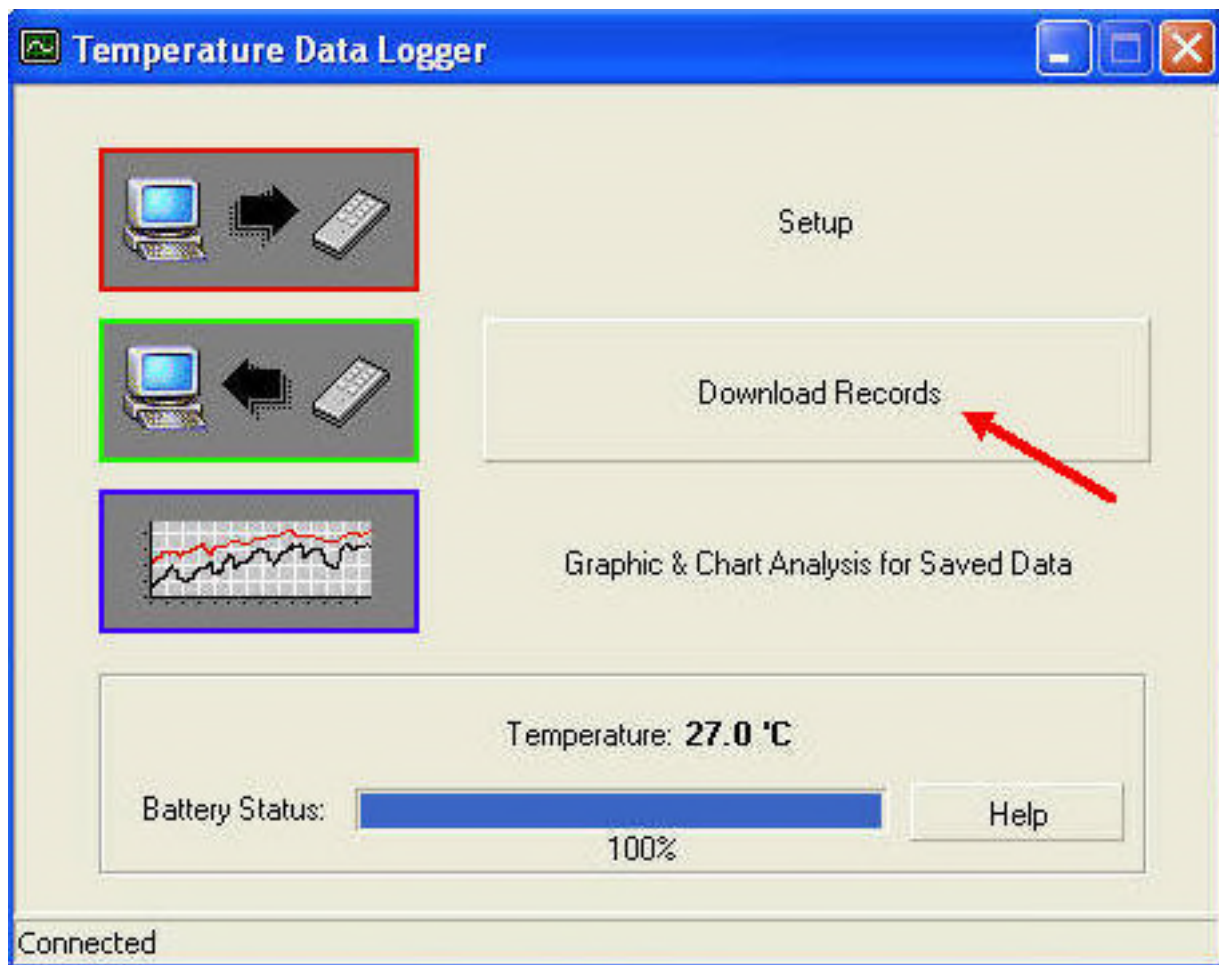 Temperature Data Logger
Setup
Download Records
Graphic & Chart Analysis for Saved Data
Temperature: 27.0 'C
Battery Status:
100%
Help
Connected